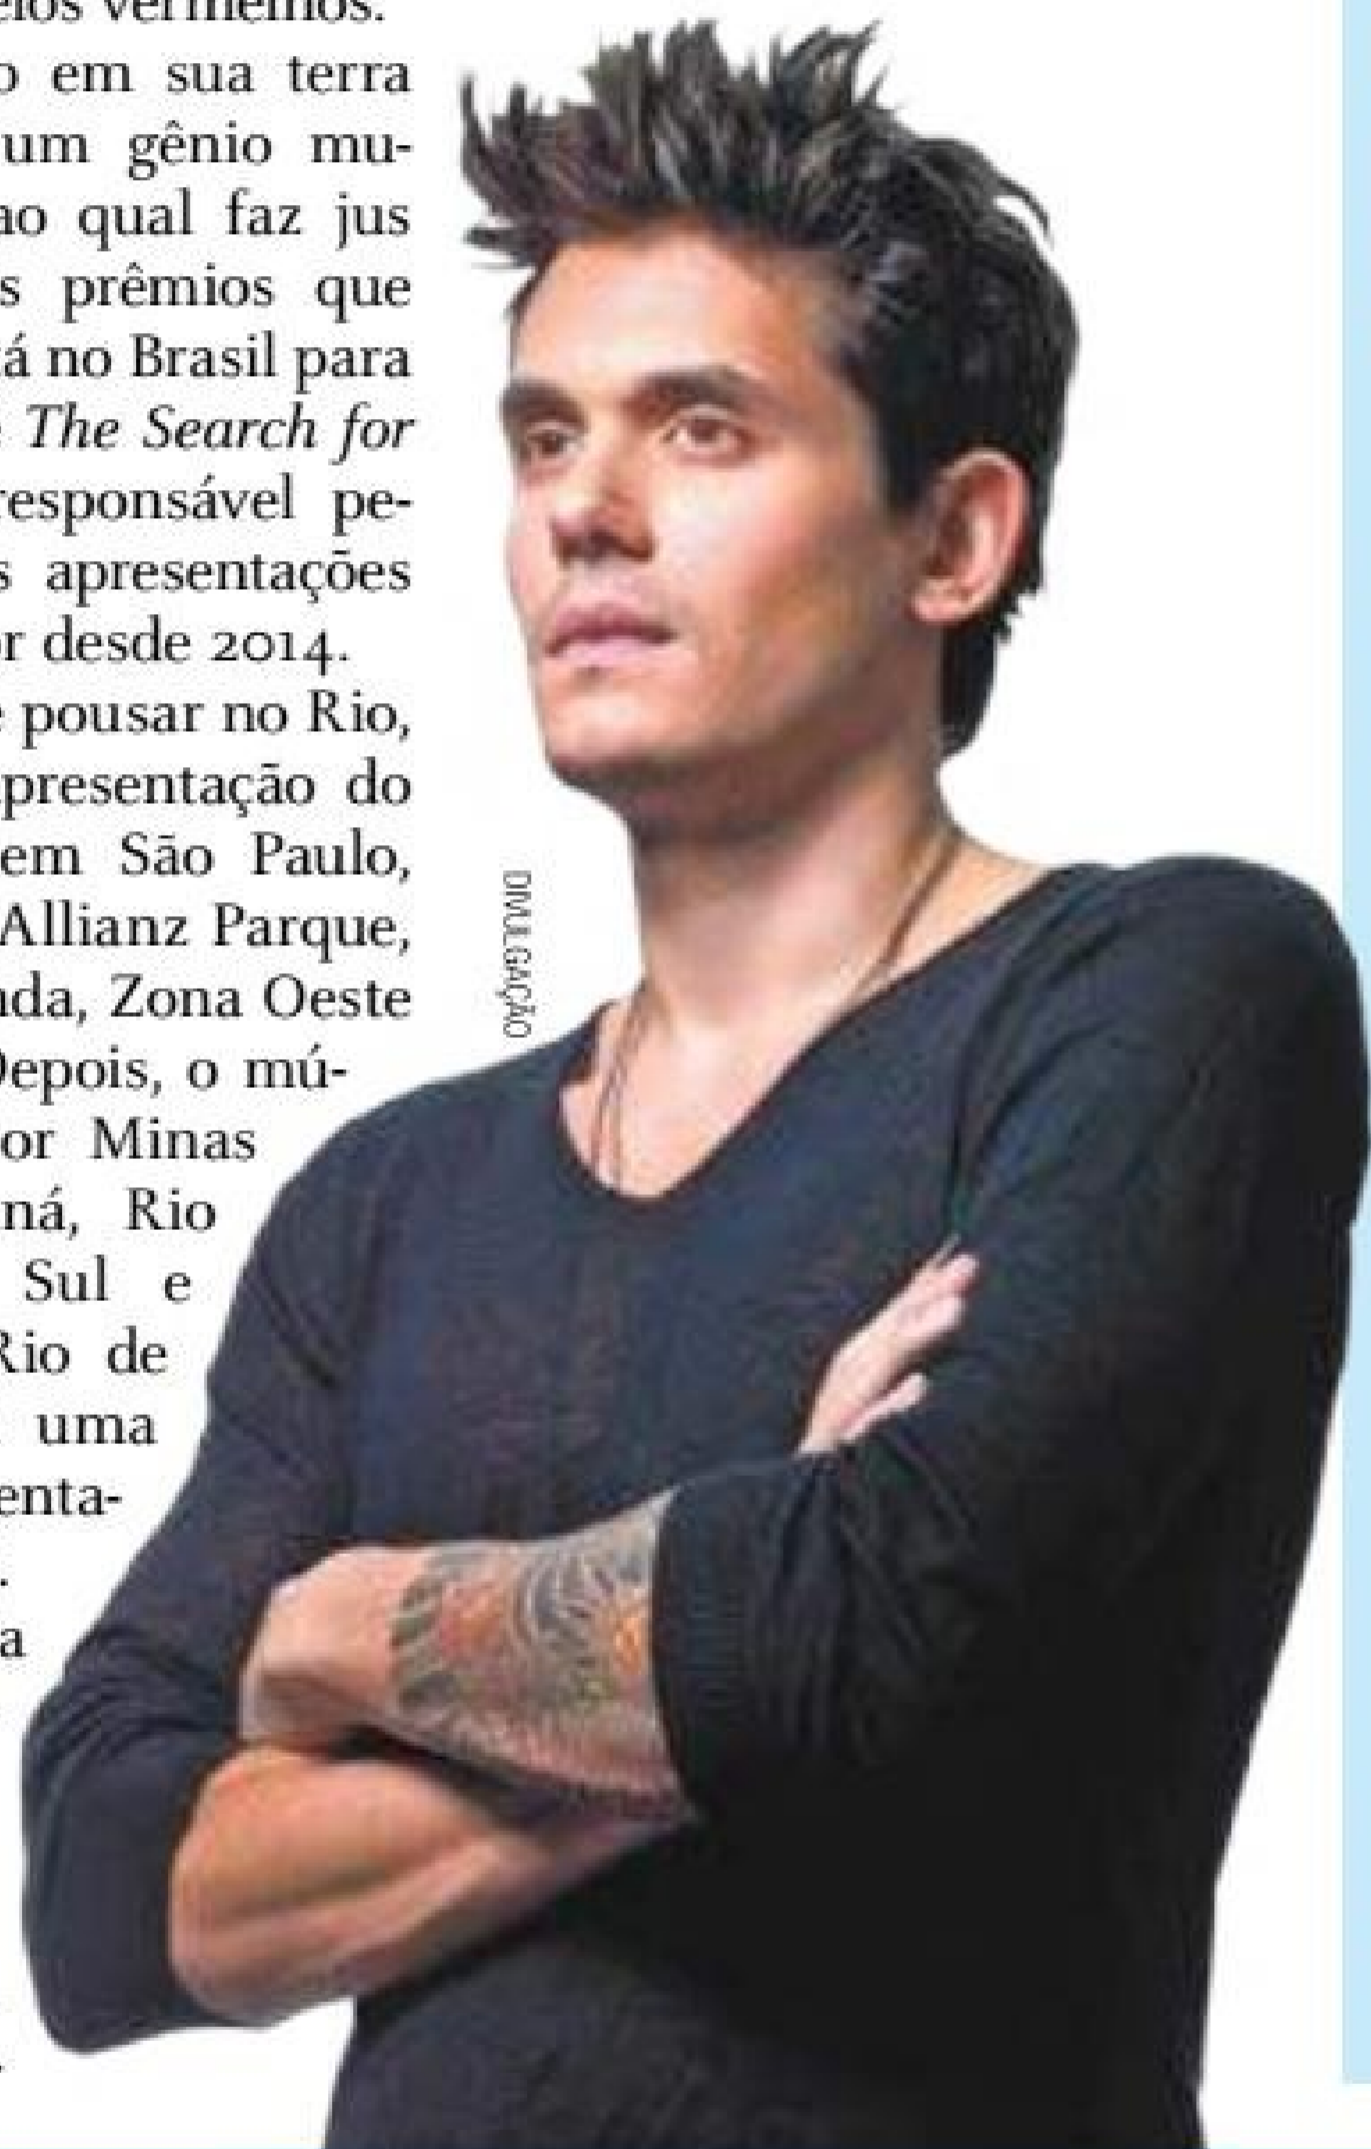 vermelhos.
em sua terra
um gênio mu-
ao qual faz jus
prêmios que
no Brasil para
The Search for
responsável pe-
apresentações
desde 2014.
pousar no Rio,
apresentação do
em São Paulo,
Allianz Parque,
Zona Oeste
Depois, o mú-
or Minas
ná, Rio
Sul e
Rio de
uma
enta-
.
a
DIVULGAÇÃO